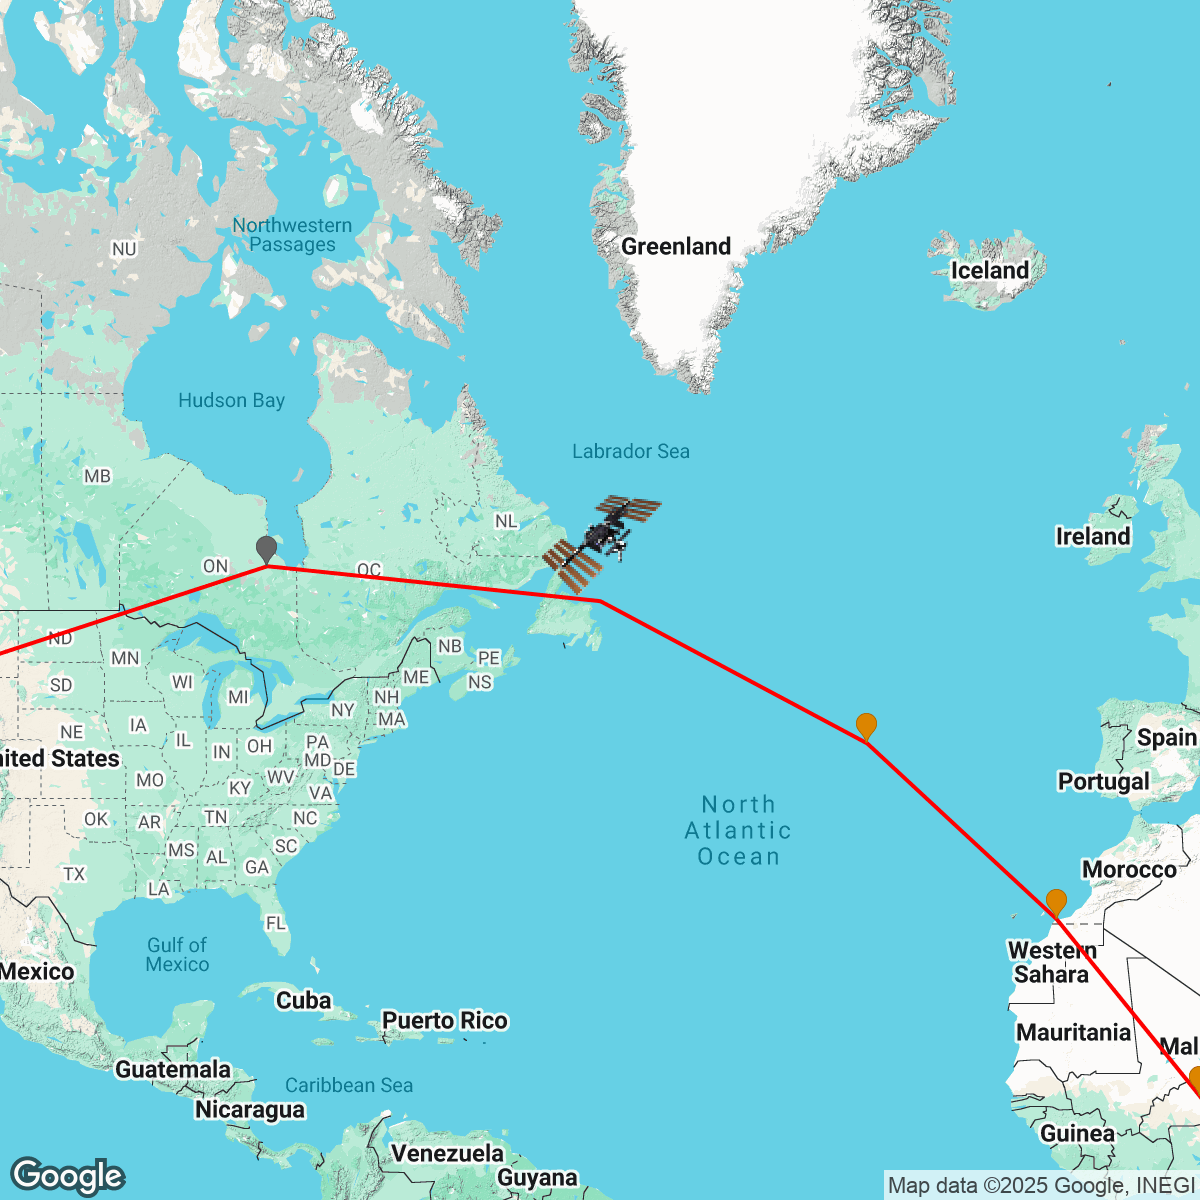 Northwestern
Passages
NU
Greenland
Iceland
Hudson Bay
Labrador Sea
MB
NL
Ireland
ON
OC
ND
MN
NB
PE
SD
WI
MI
ME
NS
NH
NY
MA
NE
IA
IL
IN
OH
PA
MD
DE
Spain
nited States
MO
KY
WV
VA
Portugal
OK
AR
TN
NC
North
Atlantic
Ocean
MS
AL
SC
GA
TX
LA
Morocco
FL
Gulf of
Mexico
Mexico
Western
Sahara
Cuba
Puerto Rico
Mauritania
Mal
Guatemala
Caribbean Sea
Nicaragua
Guinea
Venezuela
Guyana
Google
Map data ©2025 Google, INEGI